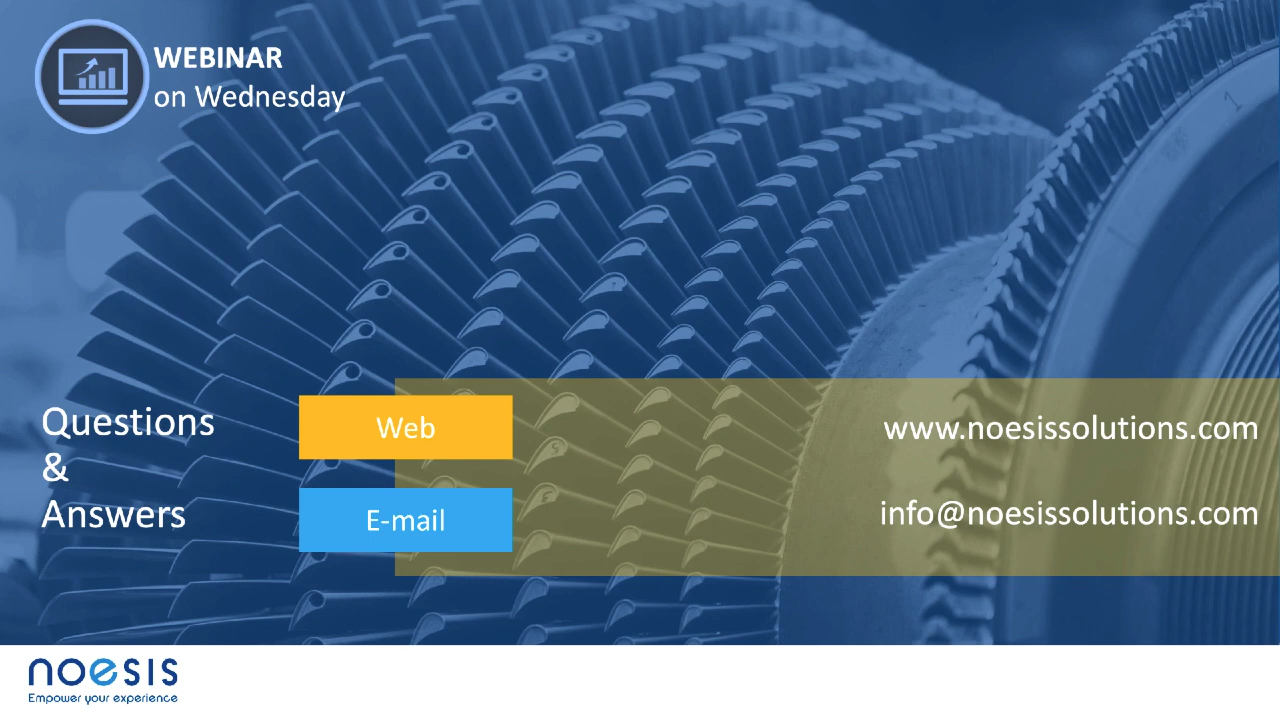 WEBINAR
on Wednesday
Questions
&
Answers
Web
www.noesissolutions.com
E-mail
info@noesissolutions.com
noesis
Empower your experience